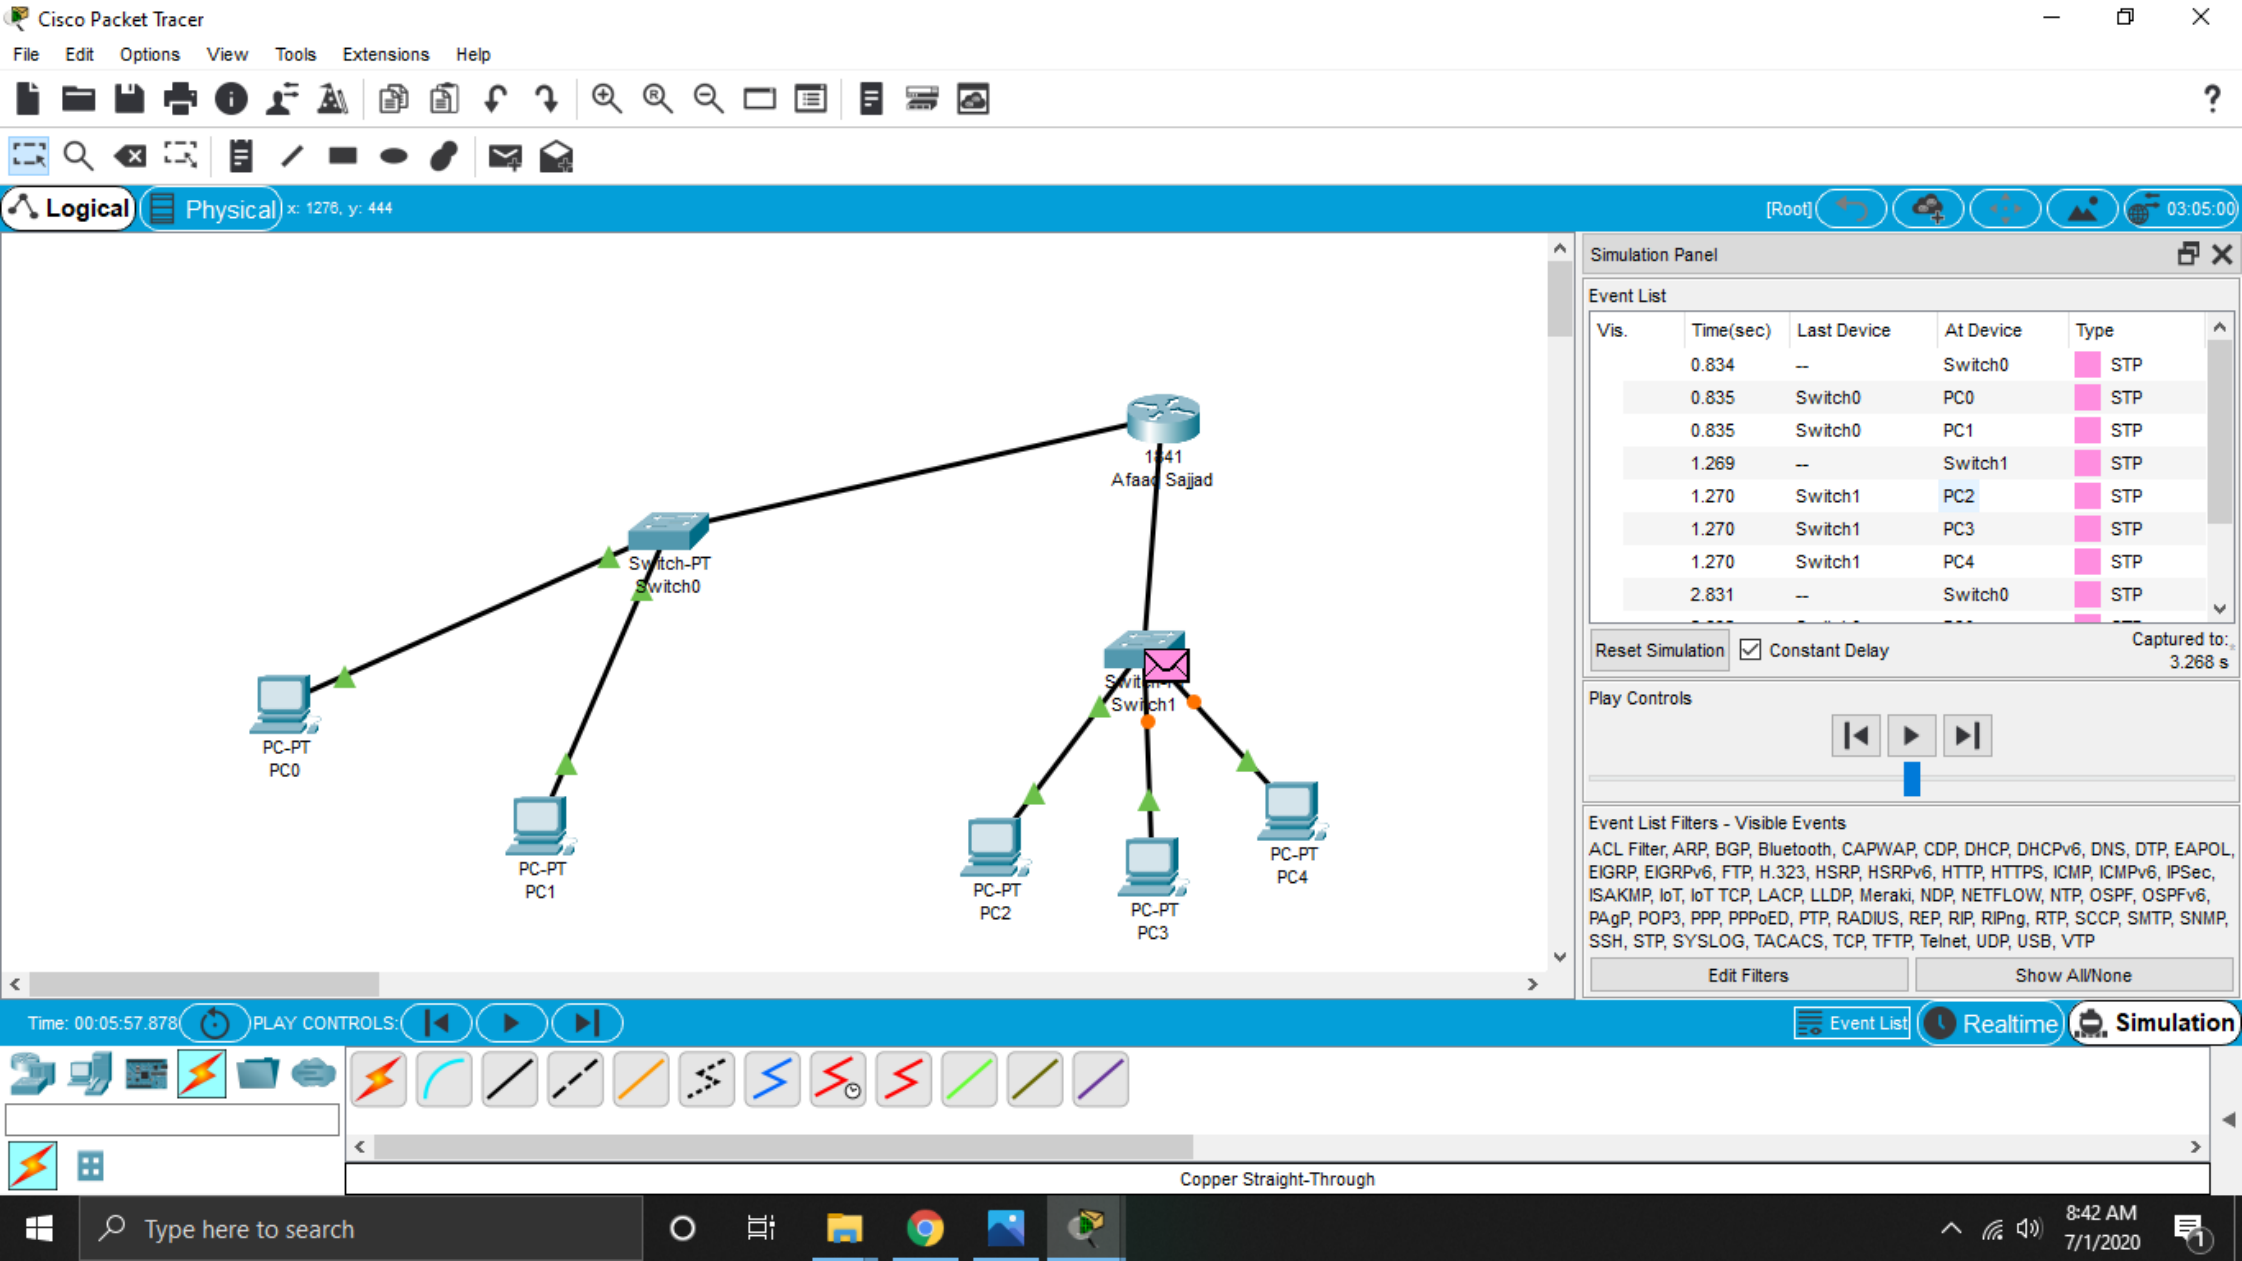 Cisco Packet Tracer
File Edit Options View Tools Extensions Help
Logical Physical x: 1276, y: 444 [Root] 03:05:00
Simulation Panel
Event List
Vis. Time(sec) Last Device At Device Type
0.834 -- Switch0 STP
0.835 Switch0 PC0 STP
0.835 Switch0 PC1 STP
1.269 -- Switch1 STP
1.270 Switch1 PC2 STP
1.270 Switch1 PC3 STP
1.270 Switch1 PC4 STP
2.831 -- Switch0 STP
Reset Simulation Constant Delay Captured to:
3.268 s
Play Controls
Event List Filters - Visible Events
ACL Filter, ARP, BGP, Bluetooth, CAPWAP, CDP, DHCP, DHCPv6, DNS, DTP, EAPOL,
EIGRP, EIGRPv6, FTP, H.323, HSRP, HSRPv6, HTTP, HTTPS, ICMP, ICMPv6, IPSec,
ISAKMP, IoT, IoT TCP, LACP, LLDP, Meraki, NDP, NETFLOW, NTP, OSPF, OSPFv6,
PAgP, POP3, PPP, PPPoED, PTP, RADIUS, REP, RIP, RIPng, RTP, SCCP, SMTP, SNMP,
SSH, STP, SYSLOG, TACACS, TCP, TFTP, Telnet, UDP, USB, VTP
Edit Filters Show All/None
1841
Afaaq Sajjad
Switch-PT
Switch0
Switch1
PC-PT
PC0
PC-PT
PC1
PC-PT
PC2
PC-PT
PC3
PC-PT
PC4
Time: 00:05:57.878 PLAY CONTROLS: Event List Realtime Simulation
Copper Straight-Through
Type here to search
8:42 AM
7/1/2020
1